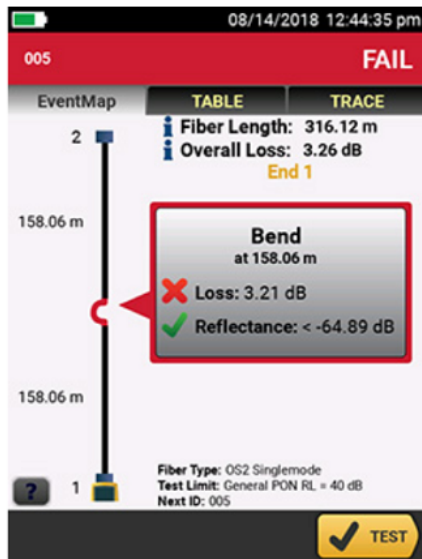 08/14/2018 12:44:35 pm
005 FAIL
EventMap TABLE TRACE
2
i Fiber Length: 316.12 m
i Overall Loss: 3.26 dB
End 1
158.06 m
Bend
at 158.06 m
Loss: 3.21 dB
Reflectance: < -64.89 dB
158.06 m
Fiber Type: OS2 Singlemode
Test Limit: General PON RL = 40 dB
Next ID: 005
? 1
TEST